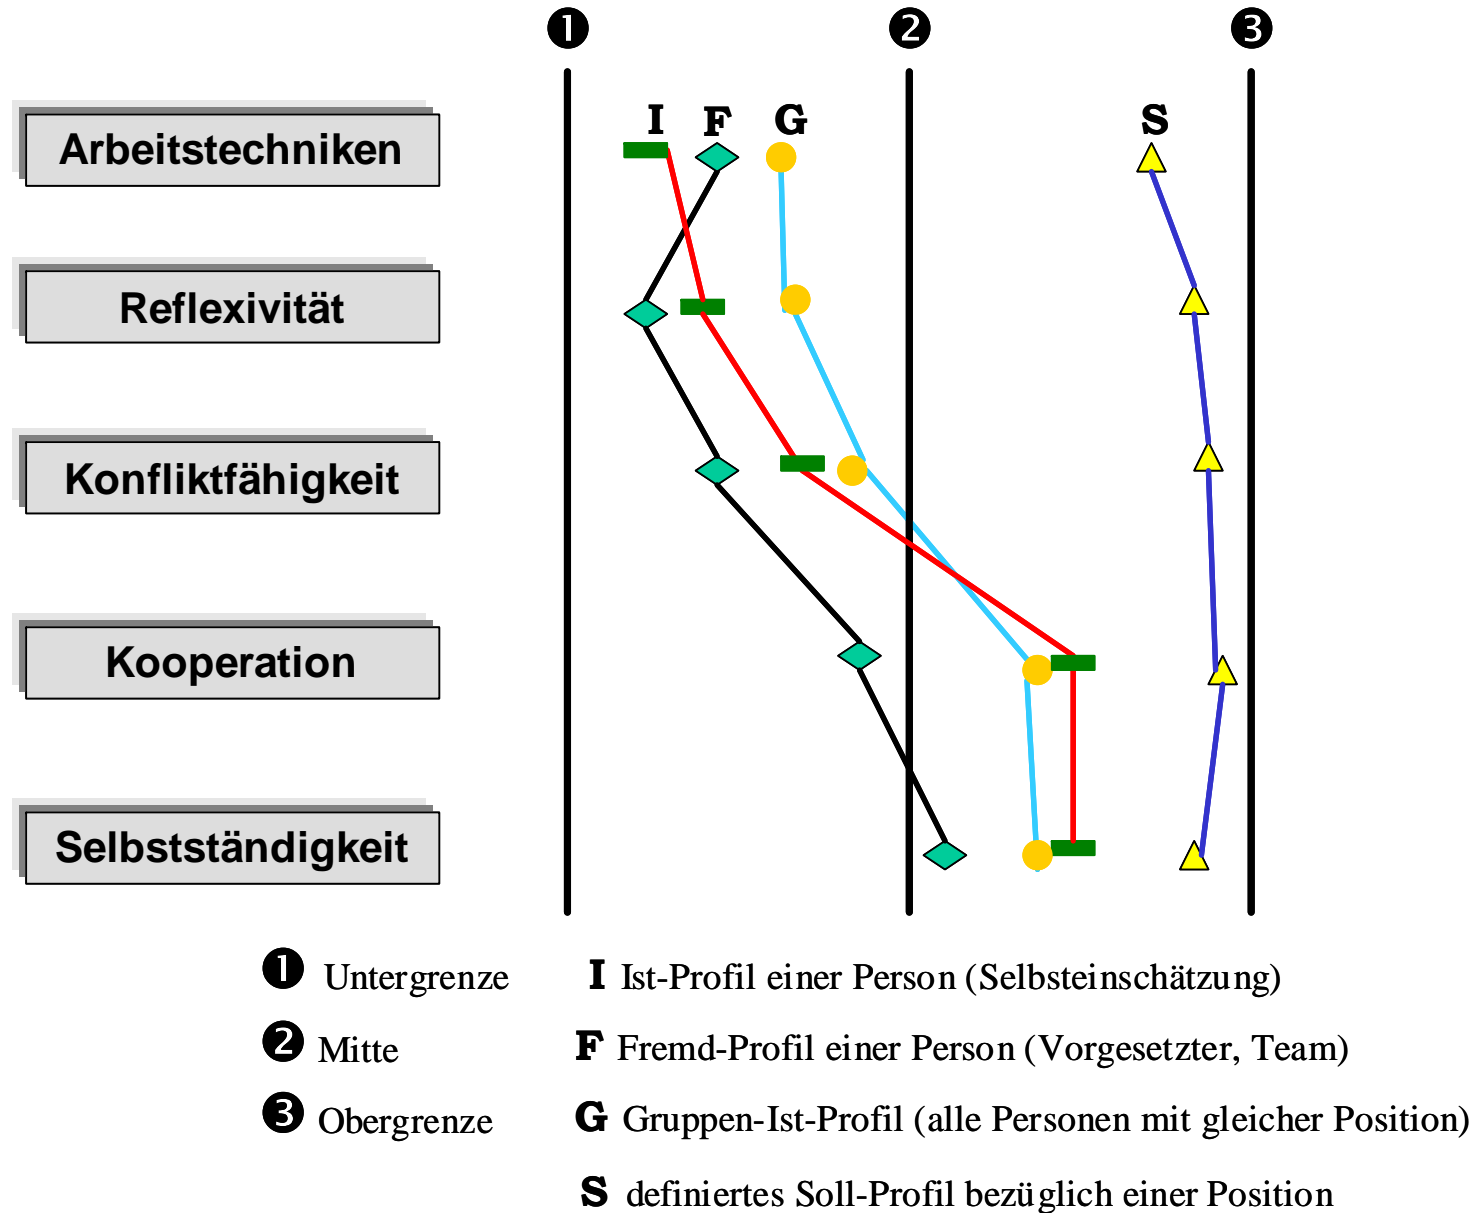 ❶ ❷ ❸
I F G S
Arbeitstechniken
Reflexivität
Konfliktfähigkeit
Kooperation
Selbstständigkeit
❶ Untergrenze I Ist-Profil einer Person (Selbsteinschätzung)
❷ Mitte F Fremd-Profil einer Person (Vorgesetzter, Team)
❸ Obergrenze G Gruppen-Ist-Profil (alle Personen mit gleicher Position)
S definiertes Soll-Profil bezüglich einer Position